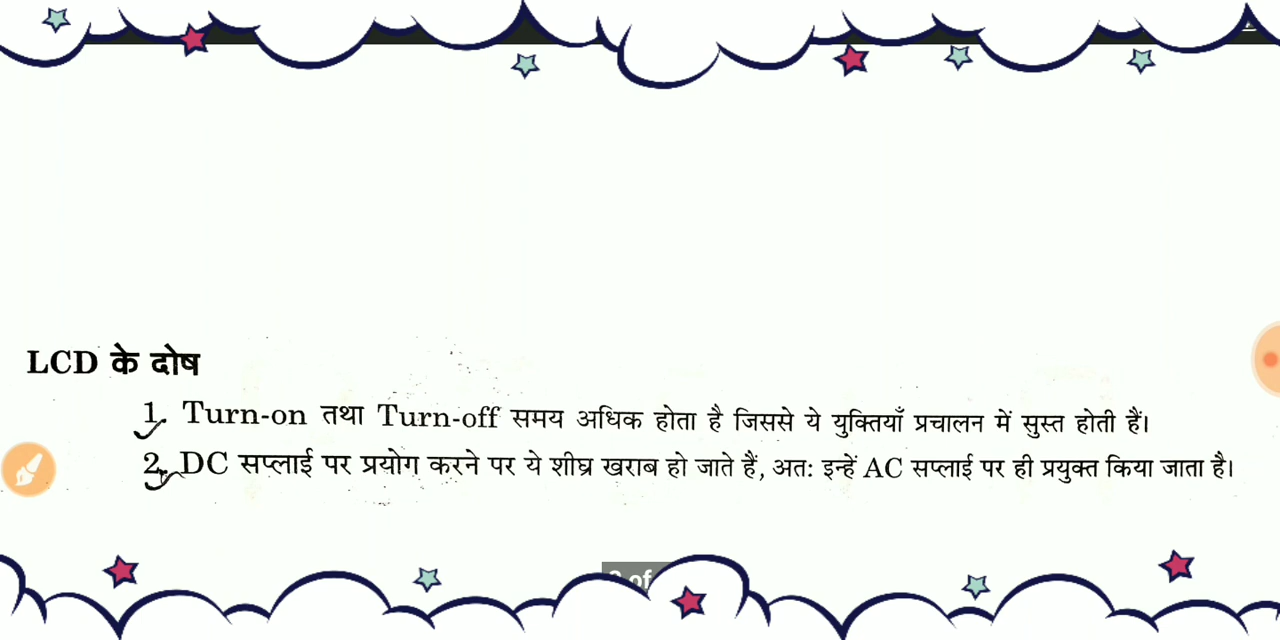 LCD के दोष
1. Turn-on तथा Turn-off समय अधिक होता है जिससे ये युक्तियाँ प्रचालन में सुस्त होती हैं।
2. DC सप्लाई पर प्रयोग करने पर ये शीघ्र खराब हो जाते हैं, अत: इन्हें AC सप्लाई पर ही प्रयुक्त किया जाता है।